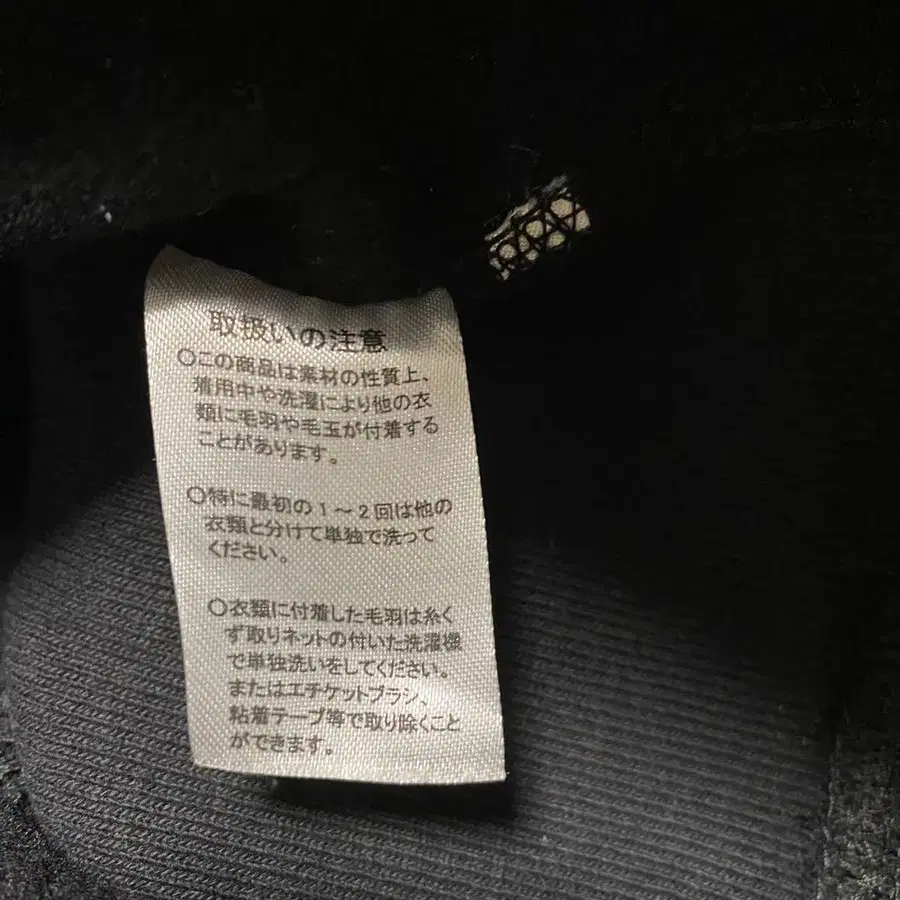 取扱いの注意
○この商品は素材の性質上、
着用中や洗濯により他の衣
類に毛羽や毛玉が付着する
ことがあります。
○特に最初の1～2回は他の
衣類と分けて単独で洗って
ください。
○衣類に付着した毛羽は糸く
ず取りネットの付いた洗濯機
で単独洗いをしてください。
またはエチケットブラシ、
粘着テープ等で取り除くこと
ができます。